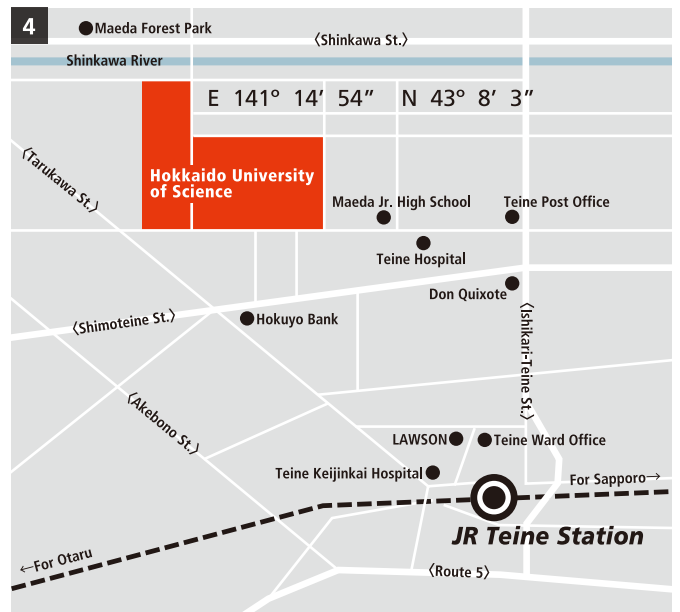 4
Maeda Forest Park
〈Shinkawa St.〉
Shinkawa River
E 141° 14′ 54″ N 43° 8′ 3″
〈Tarukawa St.〉
Hokkaido University
of Science
Maeda Jr. High School
Teine Post Office
Teine Hospital
Don Quixote
〈Shimoteine St.〉
Hokuyo Bank
〈Ishikari-Teine St.〉
〈Akebono St.〉
LAWSON
Teine Ward Office
Teine Keijinkai Hospital
For Sapporo→
JR Teine Station
←For Otaru
〈Route 5〉